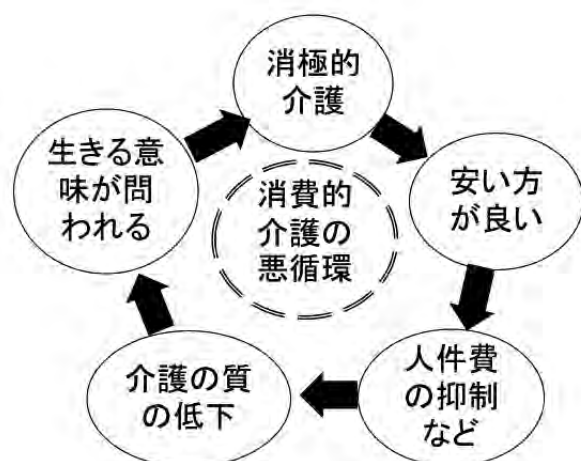 消極的
介護
安い方
が良い
人件費
の抑制
など
介護の質
の低下
生きる意
味が問
われる
消費的
介護の
悪循環